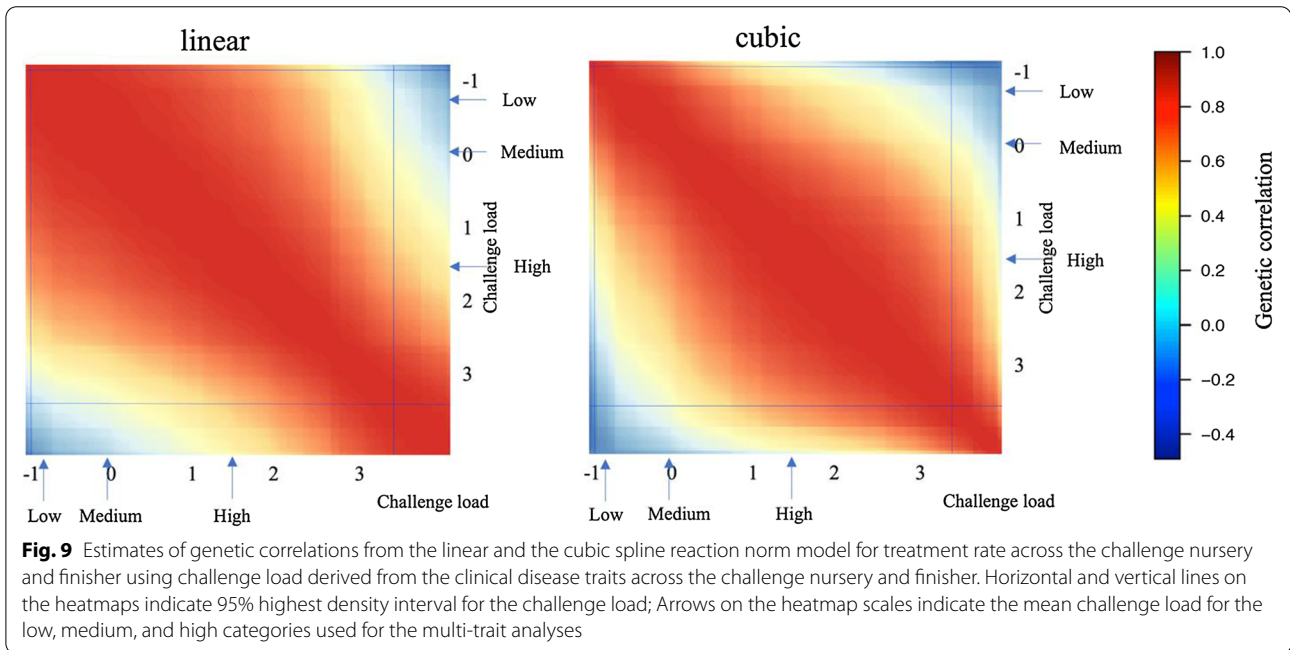 linear
cubic
-1
Low
0
Medium
1
High
2
3
Challenge load
-1
0
1
2
3
Challenge load
Low
Medium
High
-1
Low
0
Medium
1
High
2
3
Challenge load
-1
0
1
2
3
Challenge load
Low
Medium
High
1.0
0.8
0.6
0.4
0.2
0.0
−0.2
−0.4
Genetic correlation
Fig. 9 Estimates of genetic correlations from the linear and the cubic spline reaction norm model for treatment rate across the challenge nursery
and finisher using challenge load derived from the clinical disease traits across the challenge nursery and finisher. Horizontal and vertical lines on
the heatmaps indicate 95% highest density interval for the challenge load; Arrows on the heatmap scales indicate the mean challenge load for the
low, medium, and high categories used for the multi-trait analyses